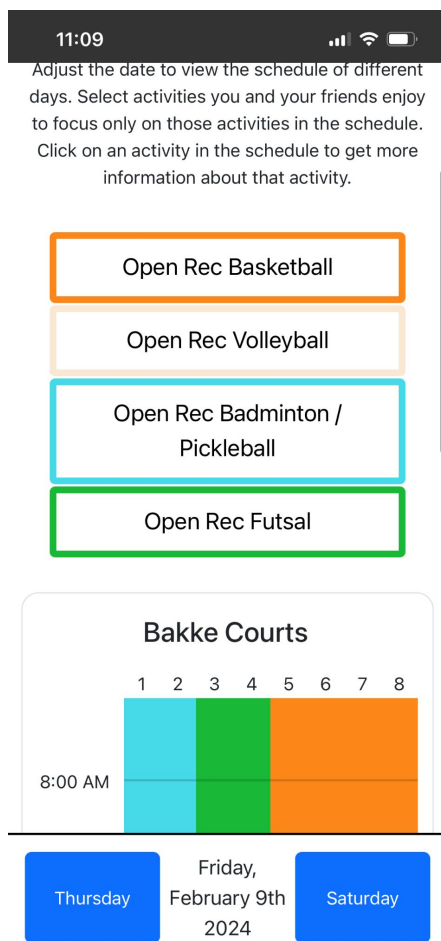 11:09
Adjust the date to view the schedule of different
days. Select activities you and your friends enjoy
to focus only on those activities in the schedule.
Click on an activity in the schedule to get more
information about that activity.
Open Rec Basketball
Open Rec Volleyball
Open Rec Badminton /
Pickleball
Open Rec Futsal
Bakke Courts
1 2 3 4 5 6 7 8
8:00 AM
Thursday
Friday,
February 9th
2024
Saturday